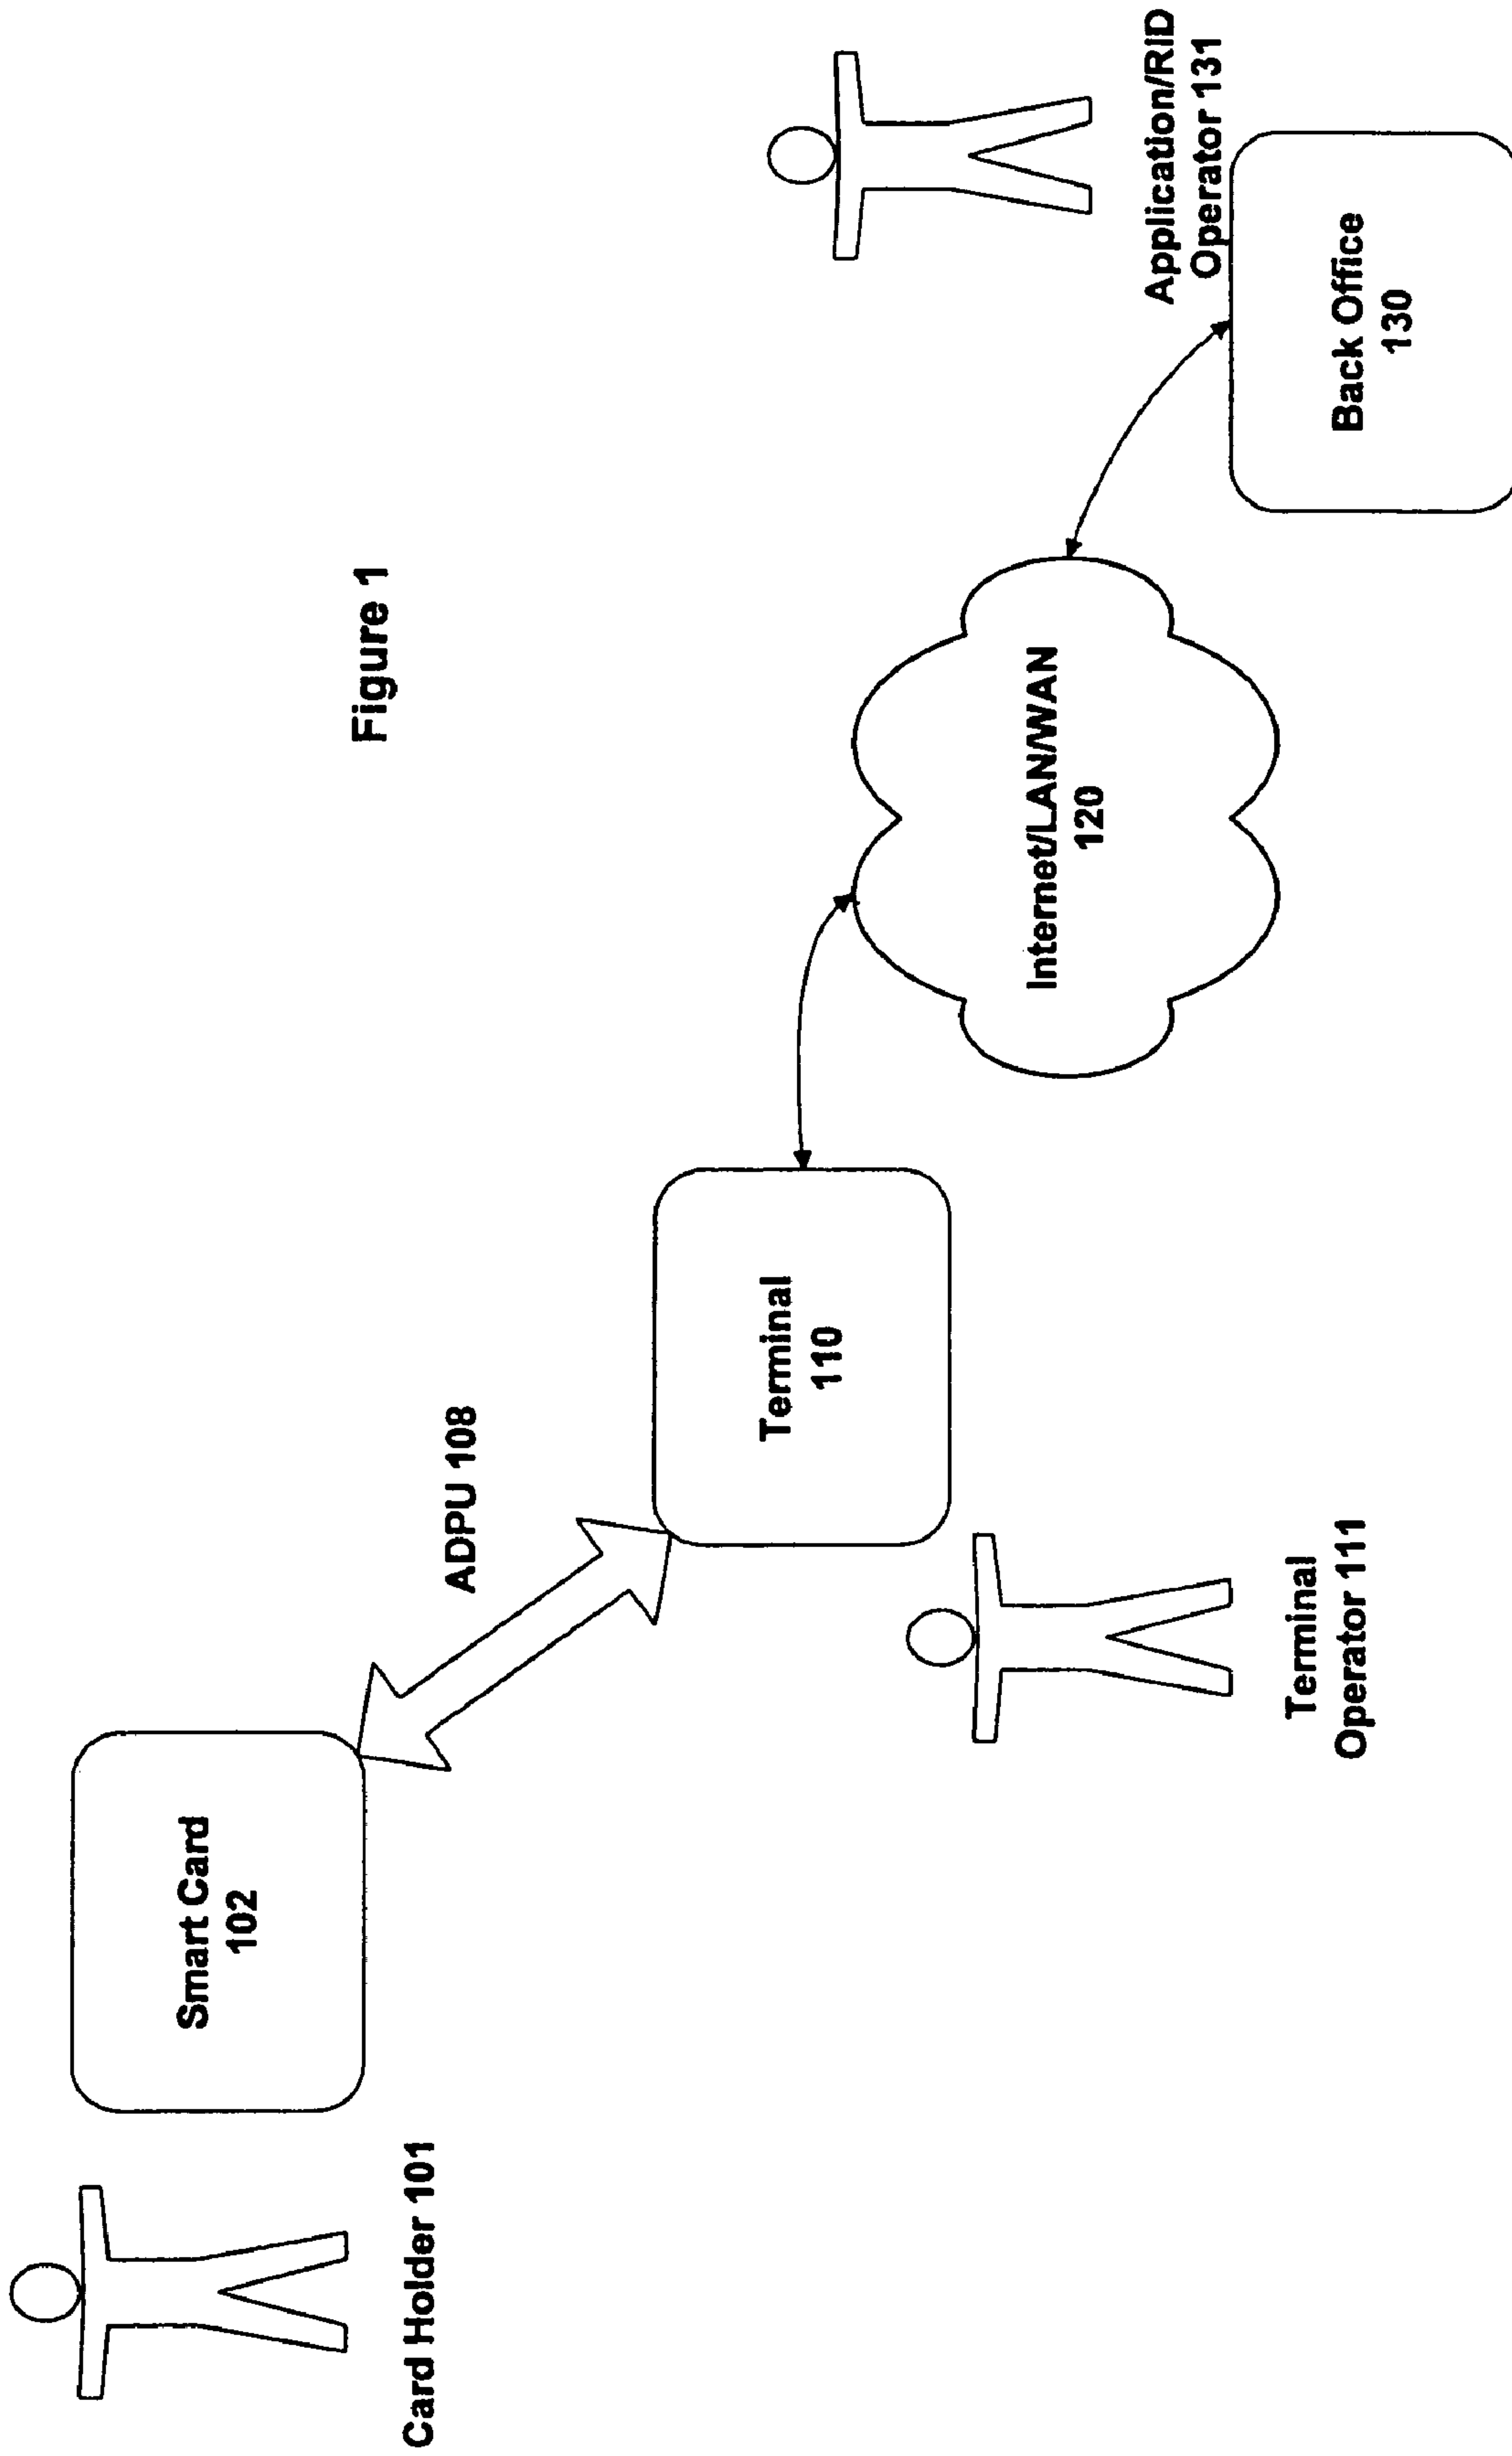 Figure 1
Card Holder 101
Smart Card
102
ADPU 108
Terminal
110
Terminal
Operator 111
Internet/LAN/WAN
120
Application/RID
Operator 131
Back Office
130